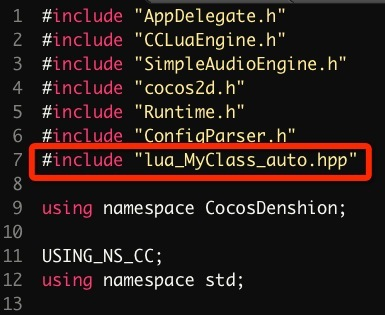 1 #include "AppDelegate.h"
2 #include "CCLuaEngine.h"
3 #include "SimpleAudioEngine.h"
4 #include "cocos2d.h"
5 #include "Runtime.h"
6 #include "ConfigParser.h"
7 #include "lua_MyClass_auto.hpp"
8
9 using namespace CocosDenshion;
10
11 USING_NS_CC;
12 using namespace std;
13